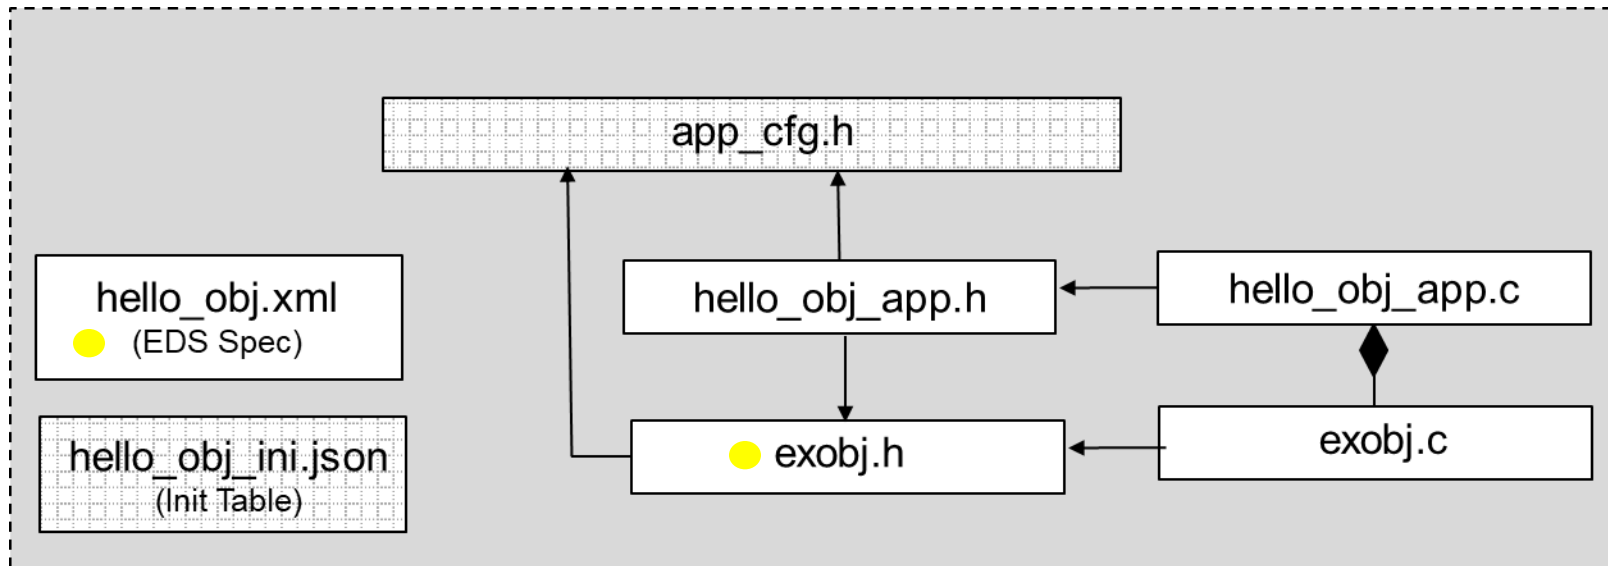 app_cfg.h
hello_obj.xml
(EDS Spec)
hello_obj_app.h
hello_obj_app.c
hello_obj_ini.json
(Init Table)
exobj.h
exobj.c